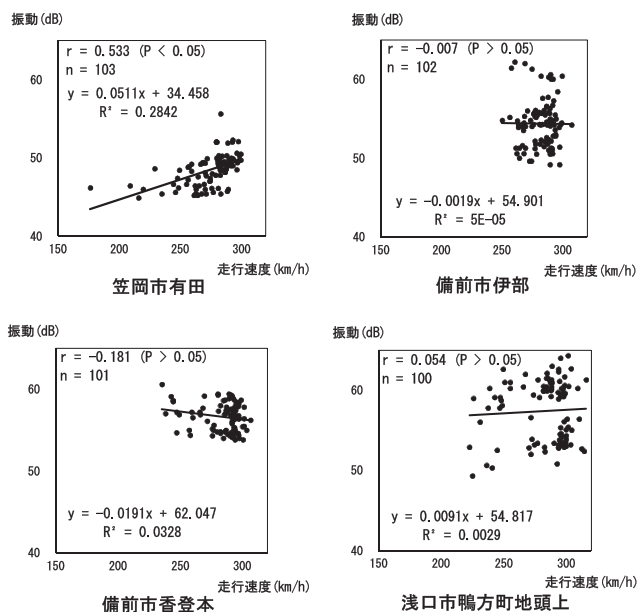 振動(dB)
r = 0.533 (P < 0.05)
n = 103
y = 0.0511x + 34.458
R² = 0.2842
60
50
40
150 200 250 300
走行速度(km/h)
笠岡市有田
振動(dB)
r = -0.007 (P > 0.05)
n = 102
y = -0.0019x + 54.901
R² = 5E-05
60
50
40
150 200 250 300
走行速度(km/h)
備前市伊部
振動(dB)
r = -0.181 (P > 0.05)
n = 101
y = -0.0191x + 62.047
R² = 0.0328
60
50
40
150 200 250 300
走行速度(km/h)
備前市香登本
振動(dB)
r = 0.054 (P > 0.05)
n = 100
y = 0.0091x + 54.817
R² = 0.0029
60
50
40
150 200 250 300
走行速度(km/h)
浅口市鴨方町地頭上